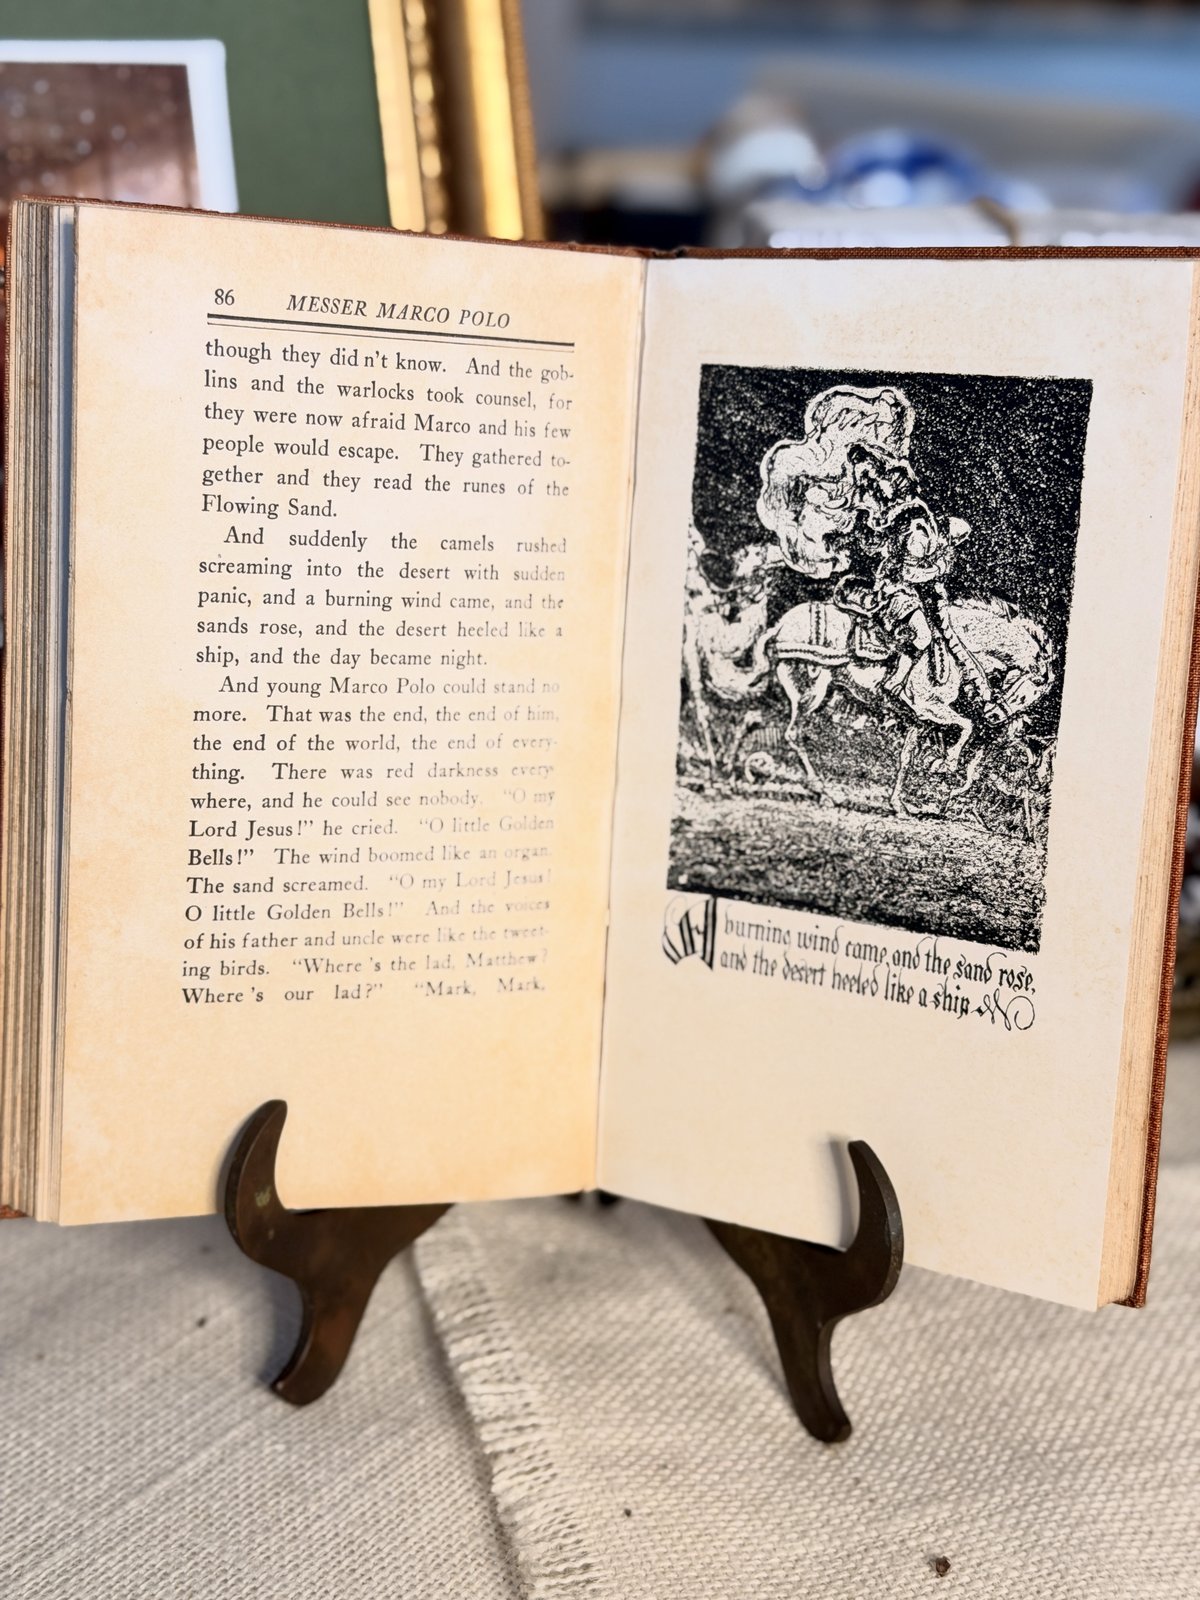 86 MESSER MARCO POLO
though they didn't know. And the gob-
lins and the warlocks took counsel, for
they were now afraid Marco and his few
people would escape. They gathered to-
gether and they read the runes of the
Flowing Sand.
And suddenly the camels rushed
screaming into the desert with sudden
panic, and a burning wind came, and the
sands rose, and the desert heeled like a
ship, and the day became night.
And young Marco Polo could stand no
more. That was the end, the end of him,
the end of the world, the end of every-
thing. There was red darkness every-
where, and he could see nobody. "O my
Lord Jesus!" he cried. "O little Golden
Bells!" The wind boomed like an organ.
The sand screamed. "O my Lord Jesus!
O little Golden Bells!" And the voices
of his father and uncle were like the tweet-
ing birds. "Where's the lad, Matthew?
Where's our lad?" "Mark, Mark,
A burning wind came, and the sand rose,
and the desert heeled like a ship